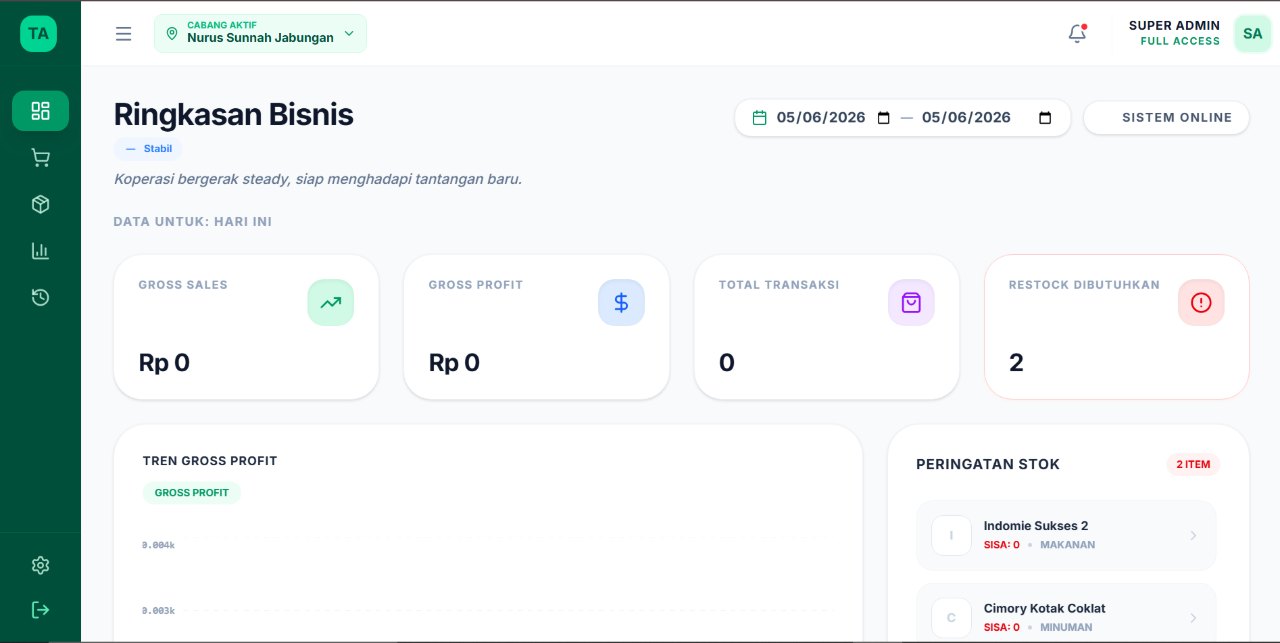 TA
CABANG AKTIF
Nurus Sunnah Jabungan
SUPER ADMIN
FULL ACCESS
SA
Ringkasan Bisnis
05/06/2026 — 05/06/2026
SISTEM ONLINE
— Stabil
Koperasi bergerak steady, siap menghadapi tantangan baru.
DATA UNTUK: HARI INI
GROSS SALES
Rp 0
GROSS PROFIT
Rp 0
TOTAL TRANSAKSI
0
RESTOCK DIBUTUHKAN
2
TREN GROSS PROFIT
GROSS PROFIT
0.004k
0.003k
PERINGATAN STOK
2 ITEM
I
Indomie Sukses 2
SISA: 0 • MAKANAN
C
Cimory Kotak Coklat
SISA: 0 • MINUMAN